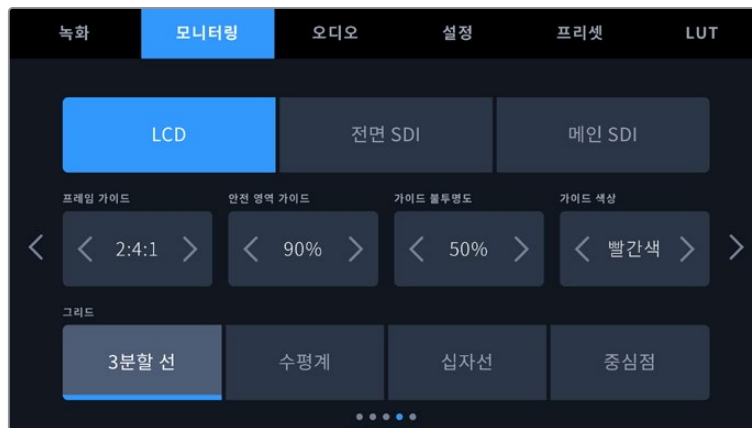 녹화 모니터링 오디오 설정 프리셋 LUT
LCD 전면 SDI 메인 SDI
프레임 가이드 안전 영역 가이드 가이드 불투명도 가이드 색상
2:4:1 90% 50% 빨간색
그리드
3분할 선 수평계 십자선 중심점